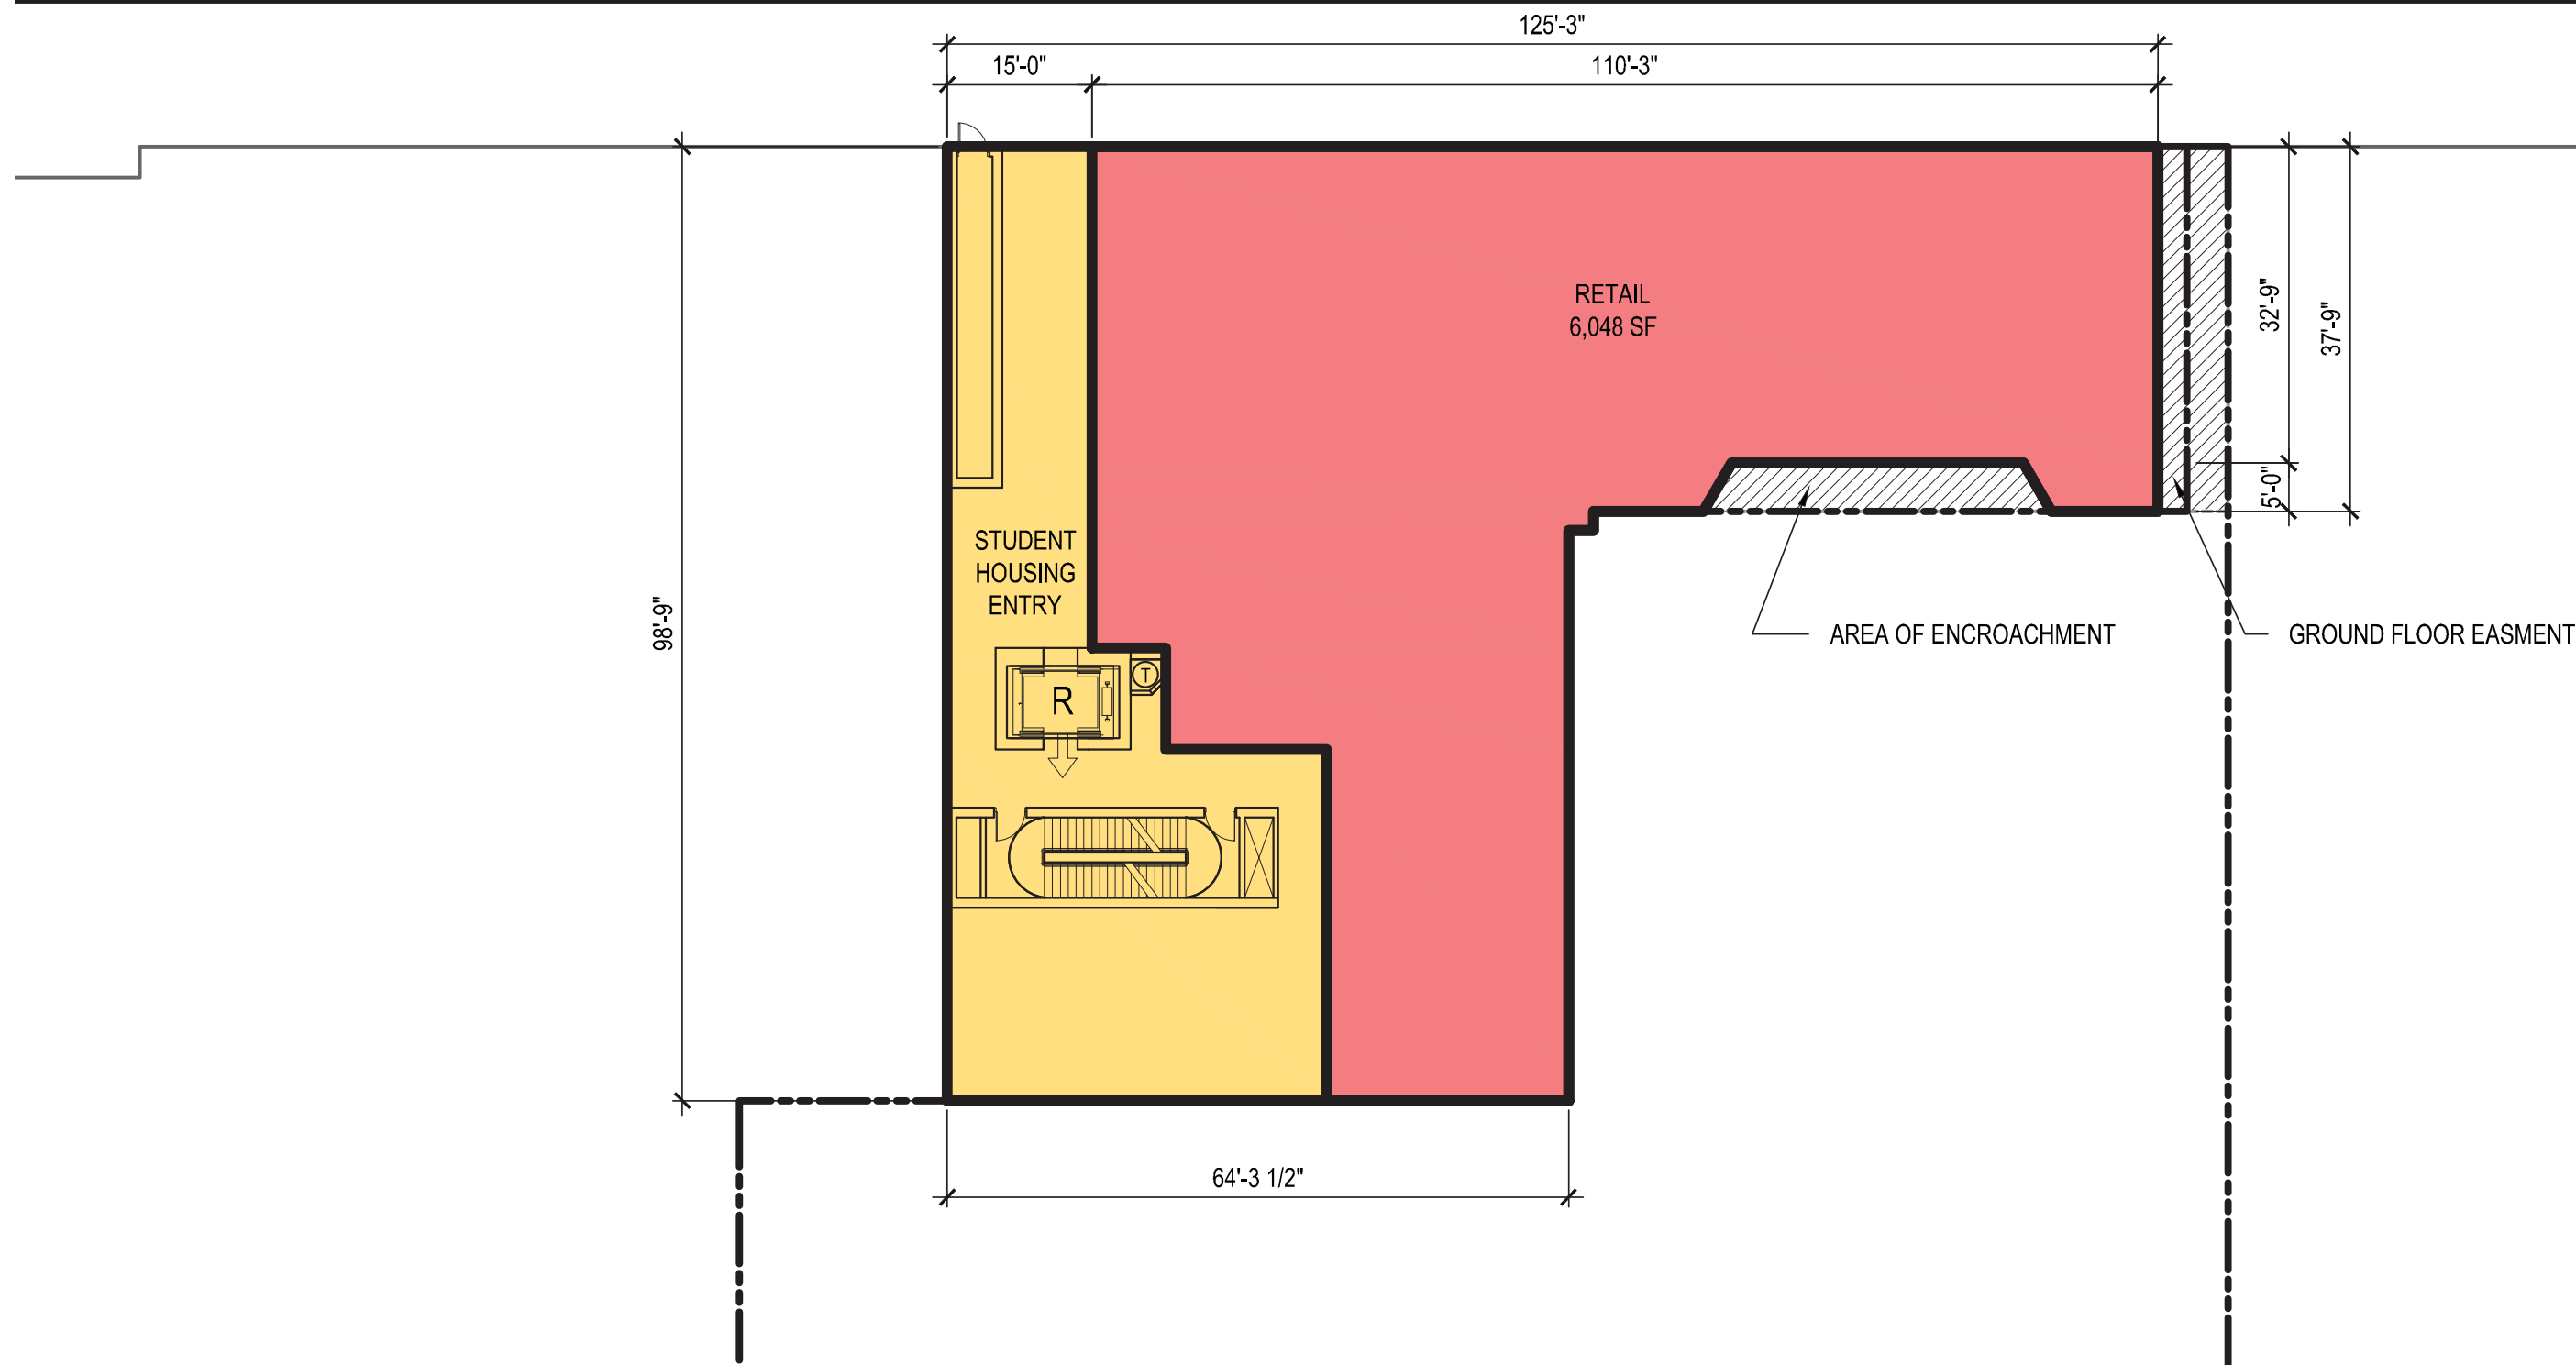 125'-3"
15'-0"
110'-3"
RETAIL
6,048 SF
32'-9"
37'-9"
5'-0"
STUDENT
HOUSING
ENTRY
98'-9"
AREA OF ENCROACHMENT
GROUND FLOOR EASMENT
T
R
64'-3 1/2"